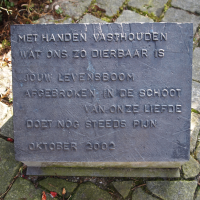 MET HANDEN VASTHOUDEN
WAT ONS ZO DIERBAAR IS
JOUW LEVENSBOOM
AFGEBROKEN IN DE SCHOOT
VAN ONZE LIEFDE
DOET NOG STEEDS PIJN
OKTOBER 2002